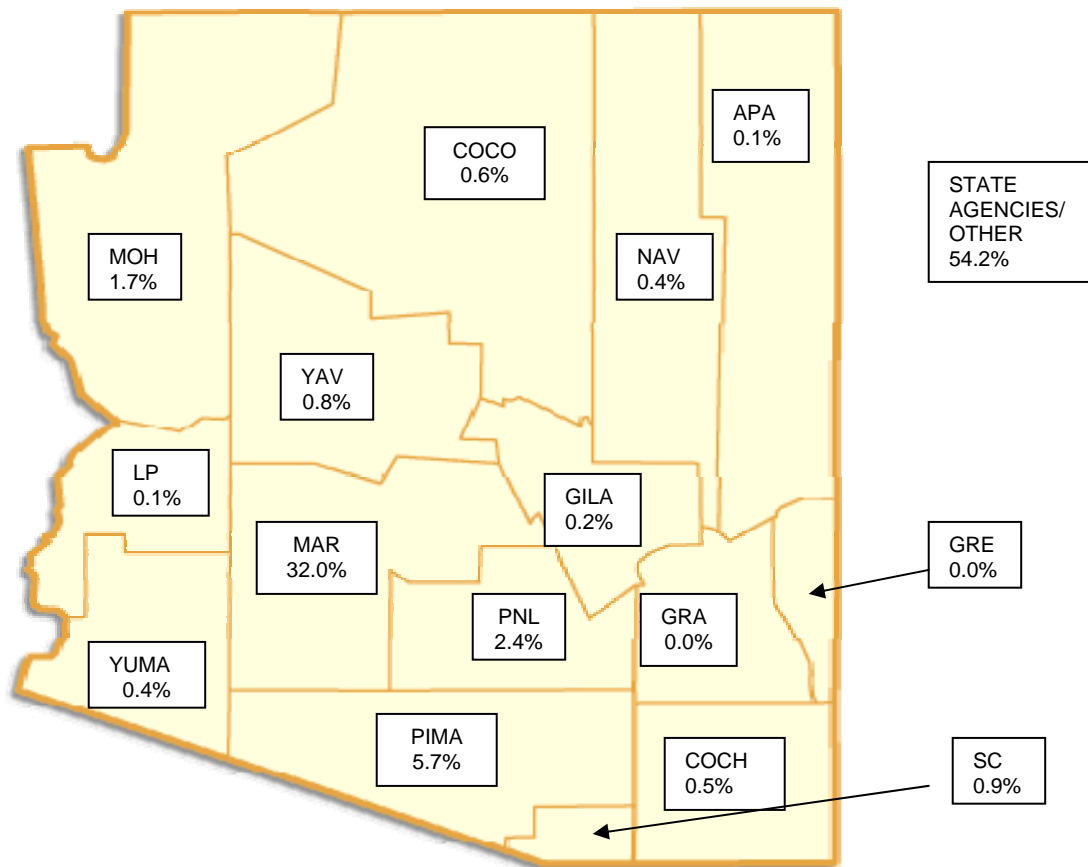 APA
0.1%
COCO
0.6%
STATE
AGENCIES/
OTHER
54.2%
MOH
1.7%
NAV
0.4%
YAV
0.8%
LP
0.1%
GILA
0.2%
MAR
32.0%
GRE
0.0%
PNL
2.4%
GRA
0.0%
YUMA
0.4%
PIMA
5.7%
COCH
0.5%
SC
0.9%